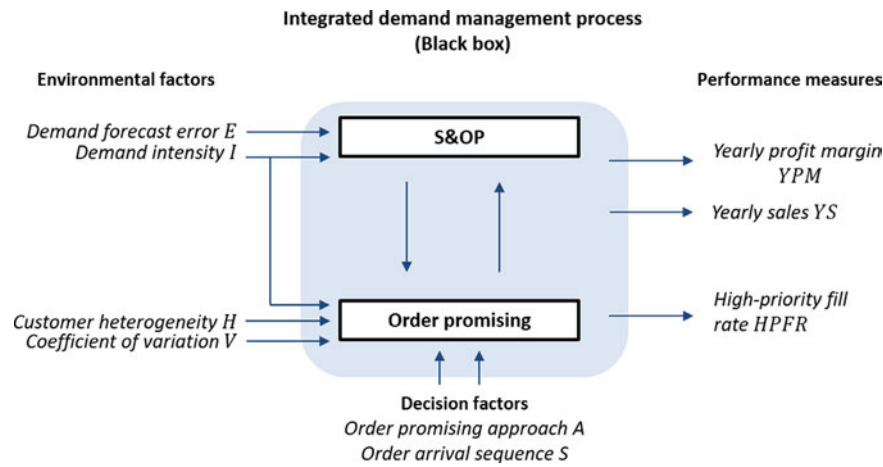 Integrated demand management process
(Black box)
Environmental factors
Performance measures
Demand forecast error E
Demand intensity I
S&OP
Yearly profit margin
YPM
Yearly sales YS
Customer heterogeneity H
Coefficient of variation V
Order promising
High-priority fill
rate HPFR
Decision factors
Order promising approach A
Order arrival sequence S